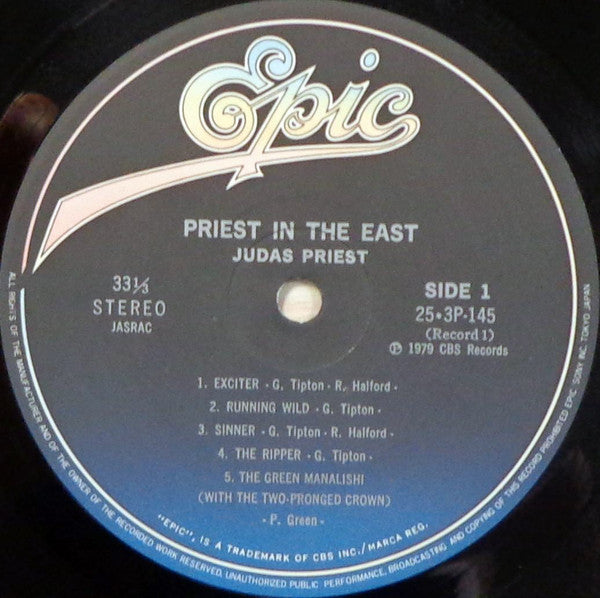 Epic
PRIEST IN THE EAST
JUDAS PRIEST
33⅓
STEREO
JASRAC
SIDE 1
25•3P-145
(Record 1)
Ⓟ 1979 CBS Records
1. EXCITER - G. Tipton - R. Halford -
2. RUNNING WILD - G. Tipton -
3. SINNER - G. Tipton - R. Halford -
4. THE RIPPER - G. Tipton -
5. THE GREEN MANALISHI
(WITH THE TWO-PRONGED CROWN)
- P. Green -
"EPIC", IS A TRADEMARK OF CBS INC./MARCA REG.
ALL RIGHTS OF THE MANUFACTURER AND OF THE OWNER OF THE RECORDED WORK RESERVED, UNAUTHORIZED PUBLIC PERFORMANCE, BROADCASTING AND COPYING OF THIS RECORD PROHIBITED EPIC/SONY INC. TOKYO JAPAN